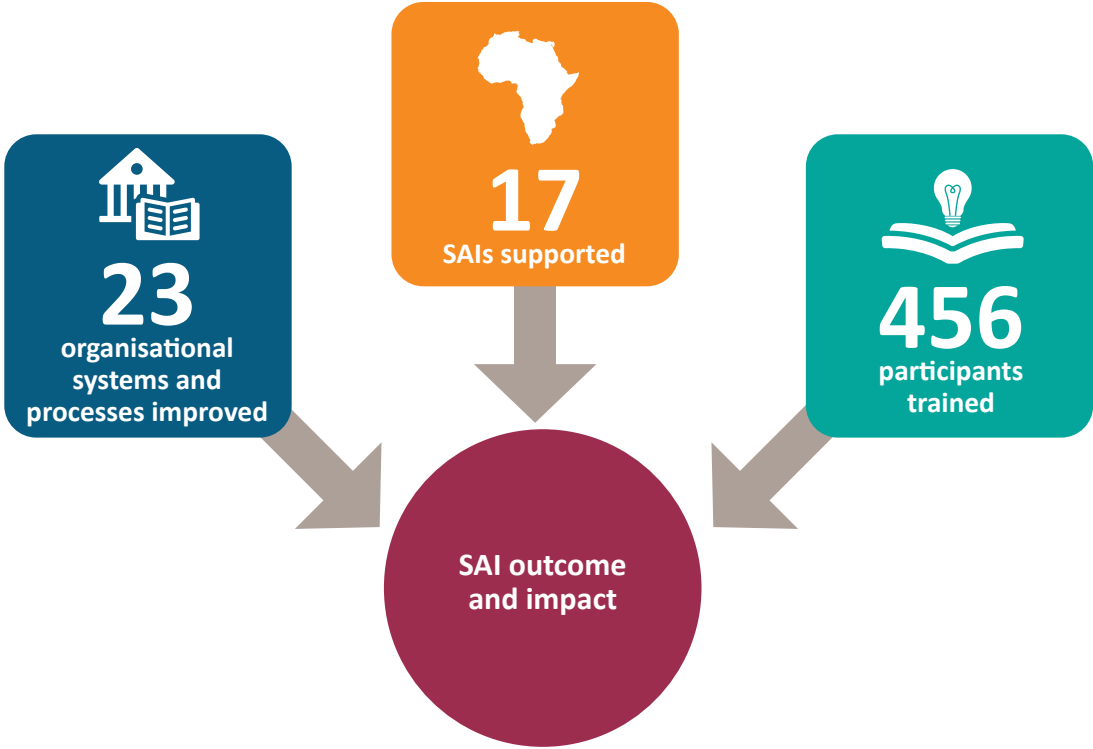 23
organisational
systems and
processes improved
17
SAIs supported
456
participants
trained
SAI outcome
and impact